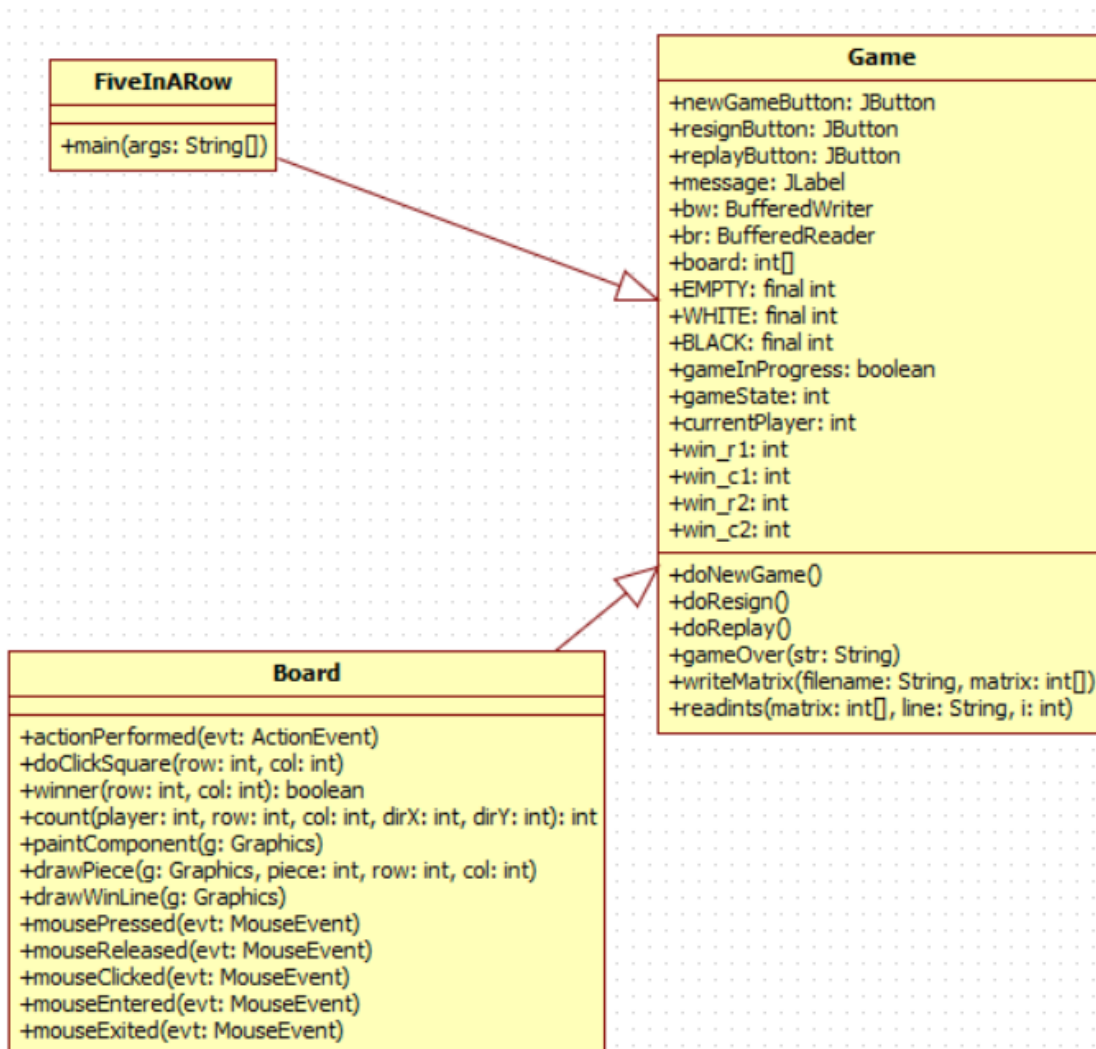 FiveInARow
+main(args: String[])
Game
+newGameButton: JButton
+resignButton: JButton
+replayButton: JButton
+message: JLabel
+bw: BufferedWriter
+br: BufferedReader
+board: int[]
+EMPTY: final int
+WHITE: final int
+BLACK: final int
+gameInProgress: boolean
+gameState: int
+currentPlayer: int
+win_r1: int
+win_c1: int
+win_r2: int
+win_c2: int
+doNewGame()
+doResign()
+doReplay()
+gameOver(str: String)
+writeMatrix(filename: String, matrix: int[])
+readints(matrix: int[], line: String, i: int)
Board
+actionPerformed(evt: ActionEvent)
+doClickSquare(row: int, col: int)
+winner(row: int, col: int): boolean
+count(player: int, row: int, col: int, dirX: int, dirY: int): int
+paintComponent(g: Graphics)
+drawPiece(g: Graphics, piece: int, row: int, col: int)
+drawWinLine(g: Graphics)
+mousePressed(evt: MouseEvent)
+mouseReleased(evt: MouseEvent)
+mouseClicked(evt: MouseEvent)
+mouseEntered(evt: MouseEvent)
+mouseExited(evt: MouseEvent)